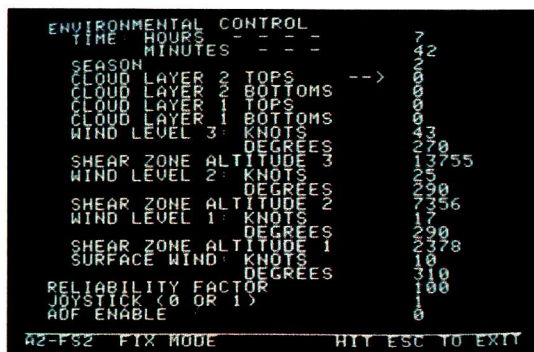 ENVIRONMENTAL CONTROL
TIME HOURS - - - - 7
MINUTES - - - 42
SEASON 2
CLOUD LAYER 2 TOPS --> 0
CLOUD LAYER 2 BOTTOMS 0
CLOUD LAYER 1 TOPS 0
CLOUD LAYER 1 BOTTOMS 0
WIND LEVEL 3: KNOTS 43
DEGREES 270
SHEAR ZONE ALTITUDE 3 13755
WIND LEVEL 2: KNOTS 25
DEGREES 290
SHEAR ZONE ALTITUDE 2 7356
WIND LEVEL 1: KNOTS 17
DEGREES 290
SHEAR ZONE ALTITUDE 1 2378
SURFACE WIND: KNOTS 10
DEGREES 310
RELIABILITY FACTOR 100
JOYSTICK (0 OR 1) 1
ADF ENABLE 0
A2-FS2 FIX MODE HIT ESC TO EXIT